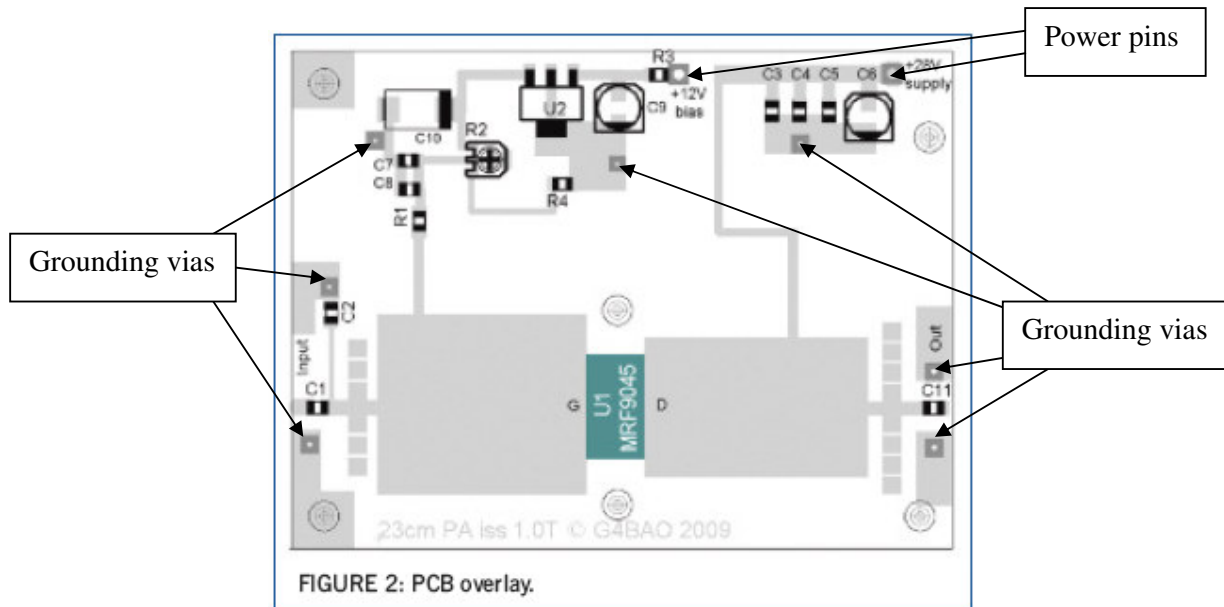 Power pins
R3
+12V
bias
U2
C9
C10
R2
C7
C8
R1
R4
C3 C4 C5 C6
+28V
supply
Grounding vias
Grounding vias
C2
Input
C1
G
U1
MRF9045
D
Out
C11
23cm PA iss 1.0T © G4BAO 2009
FIGURE 2: PCB overlay.